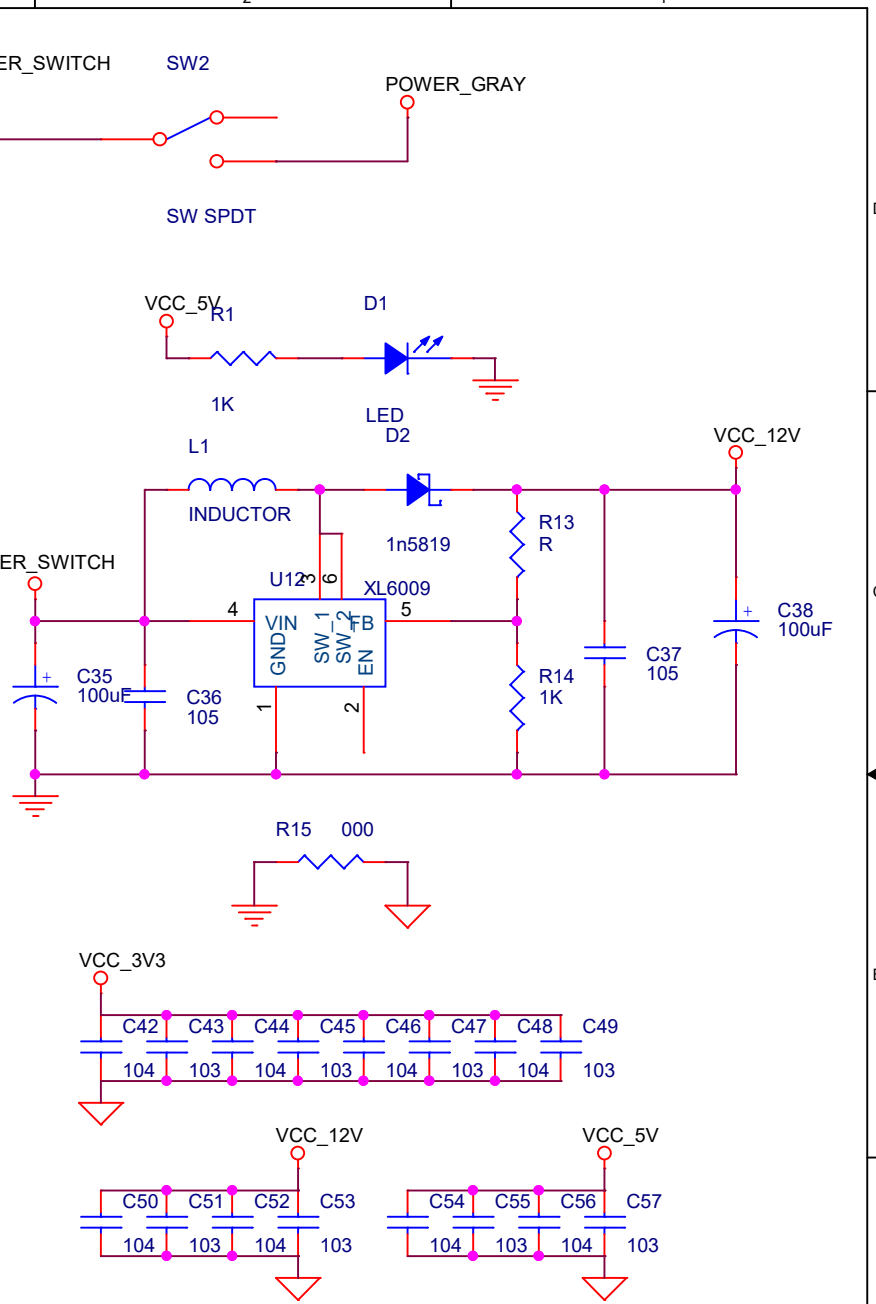 2
ER_SWITCH SW2
POWER_GRAY
SW SPDT
D
VCC_5V
R1 D1
1K
LED
D2
L1
VCC_12V
INDUCTOR
1n5819
R13
R
ER_SWITCH
U12 3 6 XL6009
4 VIN FB 5
GND SW_1 SW_2 EN
1 2
C
+ C38
100uF
+ C35
100uF
C36
105
R14
1K
C37
105
R15 000
VCC_3V3
B
C42 C43 C44 C45 C46 C47 C48 C49
104 103 104 103 104 103 104 103
VCC_12V VCC_5V
C50 C51 C52 C53 C54 C55 C56 C57
104 103 104 103 104 103 104 103